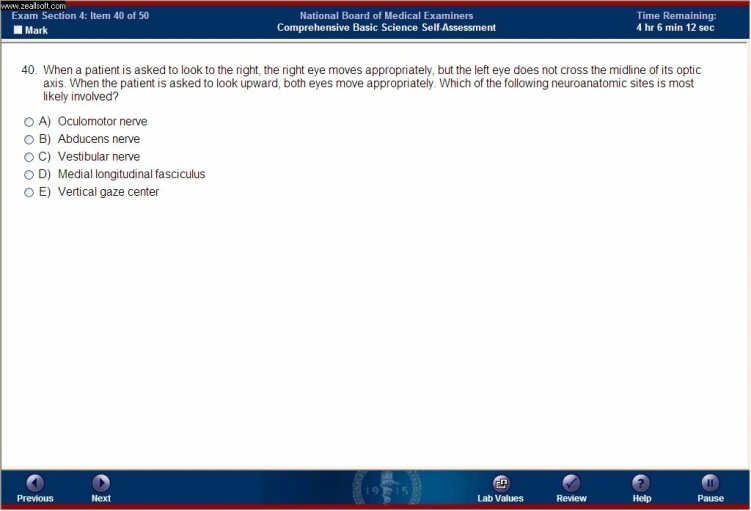 www.zeallsoft.com
Exam Section 4: Item 40 of 50
National Board of Medical Examiners
Time Remaining:
Mark
Comprehensive Basic Science Self-Assessment
4 hr 6 min 12 sec
40. When a patient is asked to look to the right, the right eye moves appropriately, but the left eye does not cross the midline of its optic
axis. When the patient is asked to look upward, both eyes move appropriately. Which of the following neuroanatomic sites is most
likely involved?
A) Oculomotor nerve
B) Abducens nerve
C) Vestibular nerve
D) Medial longitudinal fasciculus
E) Vertical gaze center
1915
Previous Next Lab Values Review Help Pause